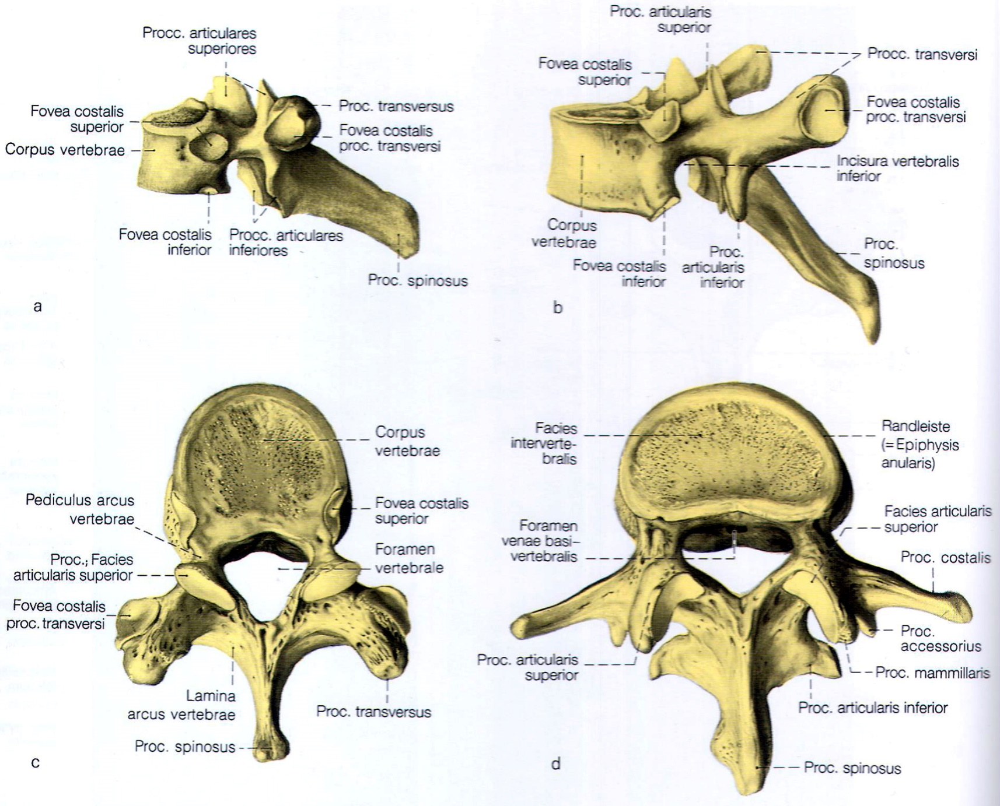 Procc. articulares
superiores
Fovea costalis
superior
Corpus vertebrae
Proc. transversus
Fovea costalis
proc. transversi
Fovea costalis
inferior
Procc. articulares
inferiores
Proc. spinosus
a
Proc. articularis
superior
Fovea costalis
superior
Procc. transversi
Fovea costalis
proc. transversi
Incisura vertebralis
inferior
Corpus
vertebrae
Fovea costalis
inferior
Proc.
articularis
inferior
Proc.
spinosus
b
Corpus
vertebrae
Pediculus arcus
vertebrae
Fovea costalis
superior
Foramen
vertebrale
Proc.; Facies
articularis superior
Fovea costalis
proc. transversi
Lamina
arcus vertebrae
Proc. transversus
Proc. spinosus
c
Facies
interverte-
bralis
Randleiste
(=Epiphysis
anularis)
Foramen
venae basi-
vertebralis
Facies articularis
superior
Proc. costalis
Proc.
accessorius
Proc. articularis
superior
Proc. mammillaris
Proc. articularis inferior
Proc. spinosus
d